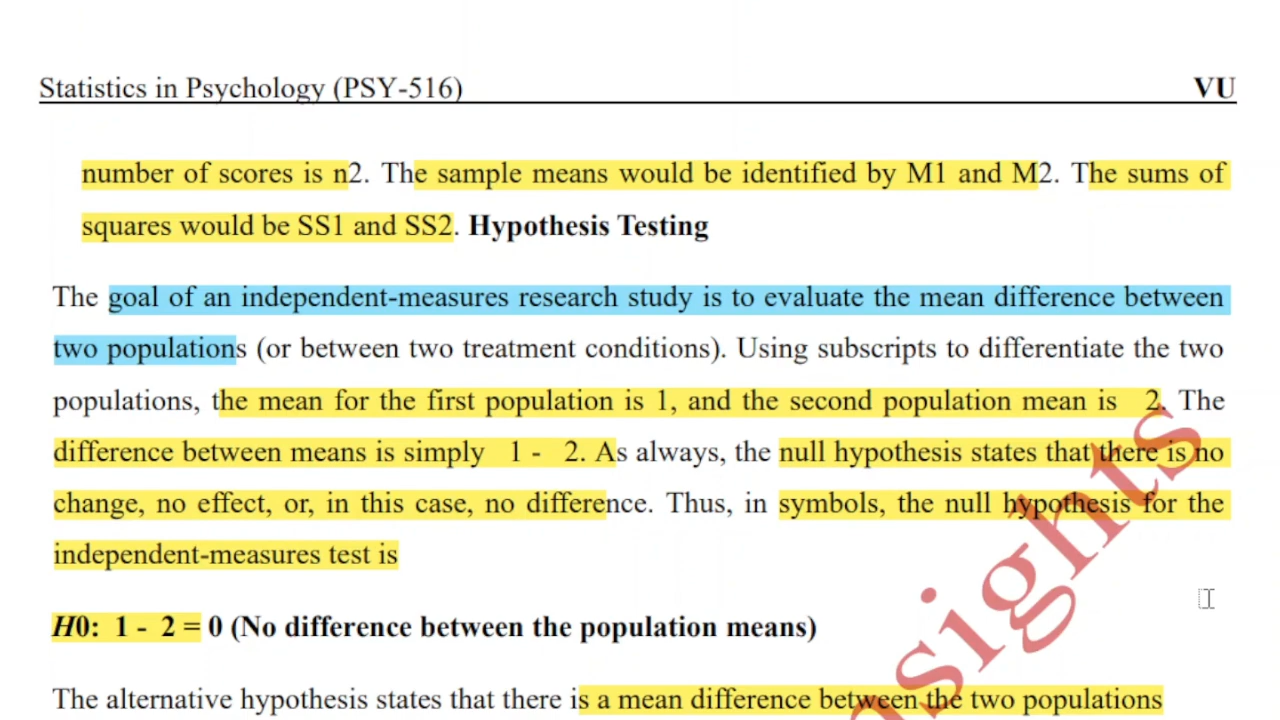 Statistics in Psychology (PSY-516) VU
number of scores is n2. The sample means would be identified by M1 and M2. The sums of
squares would be SS1 and SS2. Hypothesis Testing
The goal of an independent-measures research study is to evaluate the mean difference between
two populations (or between two treatment conditions). Using subscripts to differentiate the two
populations, the mean for the first population is 1, and the second population mean is 2. The
difference between means is simply 1 - 2. As always, the null hypothesis states that there is no
change, no effect, or, in this case, no difference. Thus, in symbols, the null hypothesis for the
independent-measures test is
H0: 1 - 2 = 0 (No difference between the population means)
The alternative hypothesis states that there is a mean difference between the two populations